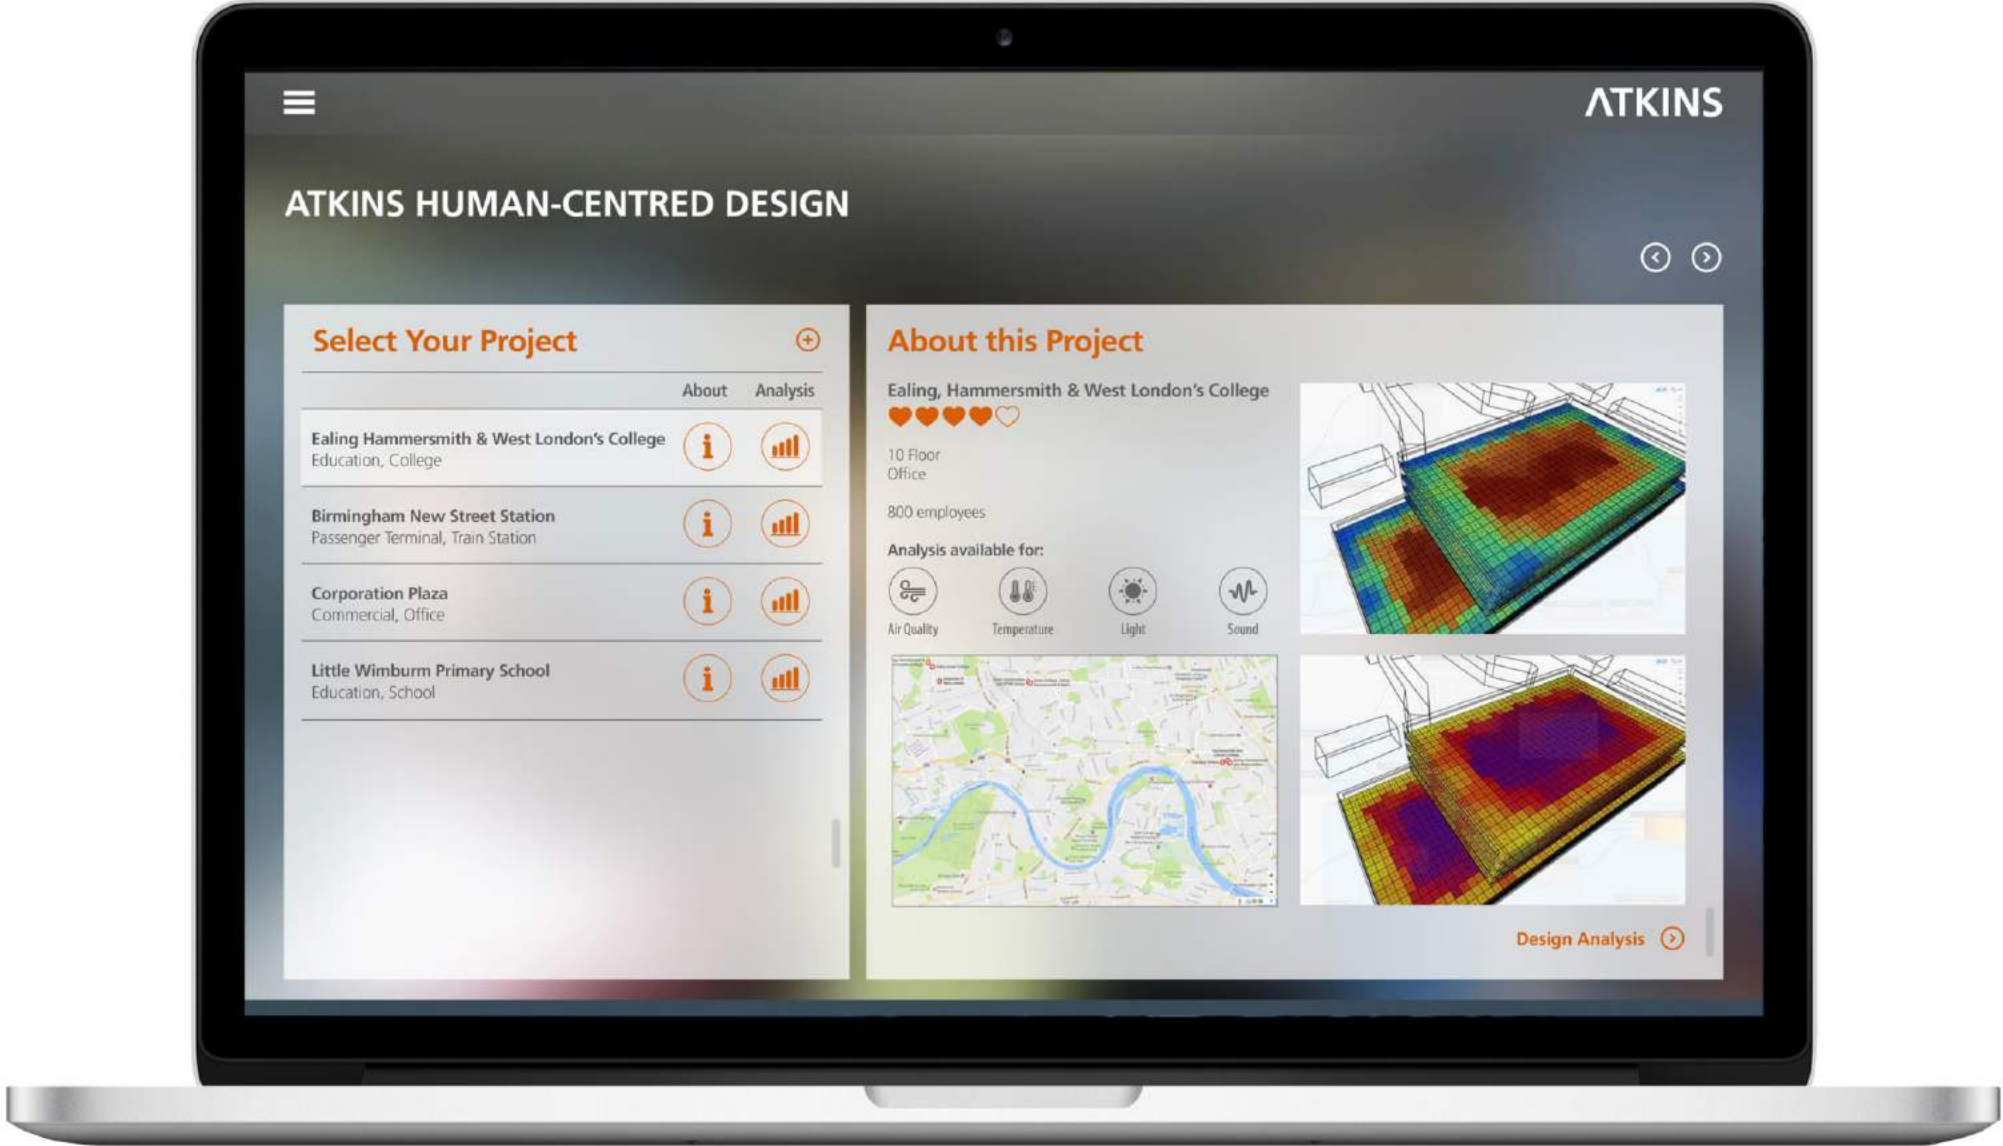 ATKINS
ATKINS HUMAN-CENTRED DESIGN
Select Your Project
About Analysis
Ealing Hammersmith & West London's College
Education, College
Birmingham New Street Station
Passenger Terminal, Train Station
Corporation Plaza
Commercial, Office
Little Wimburm Primary School
Education, School
About this Project
Ealing, Hammersmith & West London's College
10 Floor
Office
800 employees
Analysis available for:
Air Quality Temperature Light Sound
Design Analysis